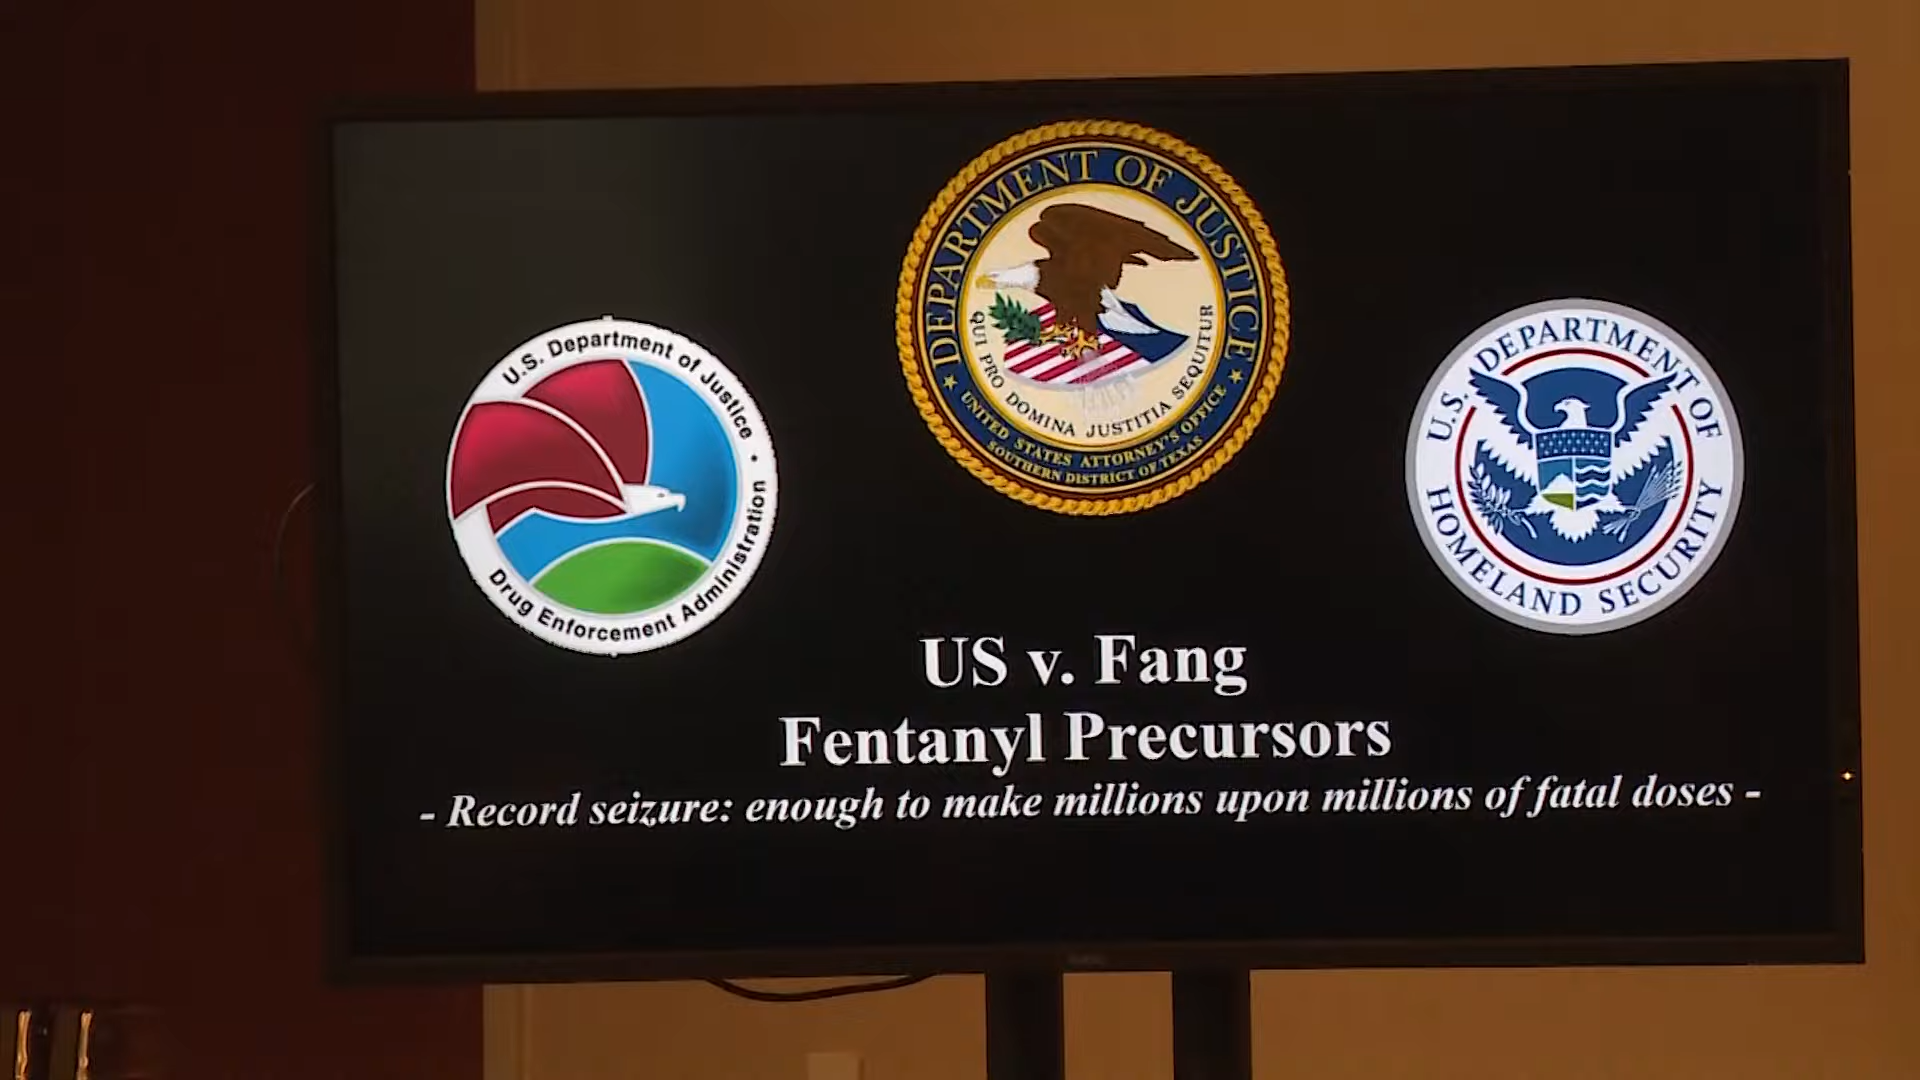 DEPARTMENT OF JUSTICE
QUI PRO DOMINA JUSTITIA SEQUITUR
UNITED STATES ATTORNEY'S OFFICE
SOUTHERN DISTRICT OF TEXAS
U.S. Department of Justice
Drug Enforcement Administration
U.S. DEPARTMENT OF
HOMELAND SECURITY
US v. Fang
Fentanyl Precursors
- Record seizure: enough to make millions upon millions of fatal doses -